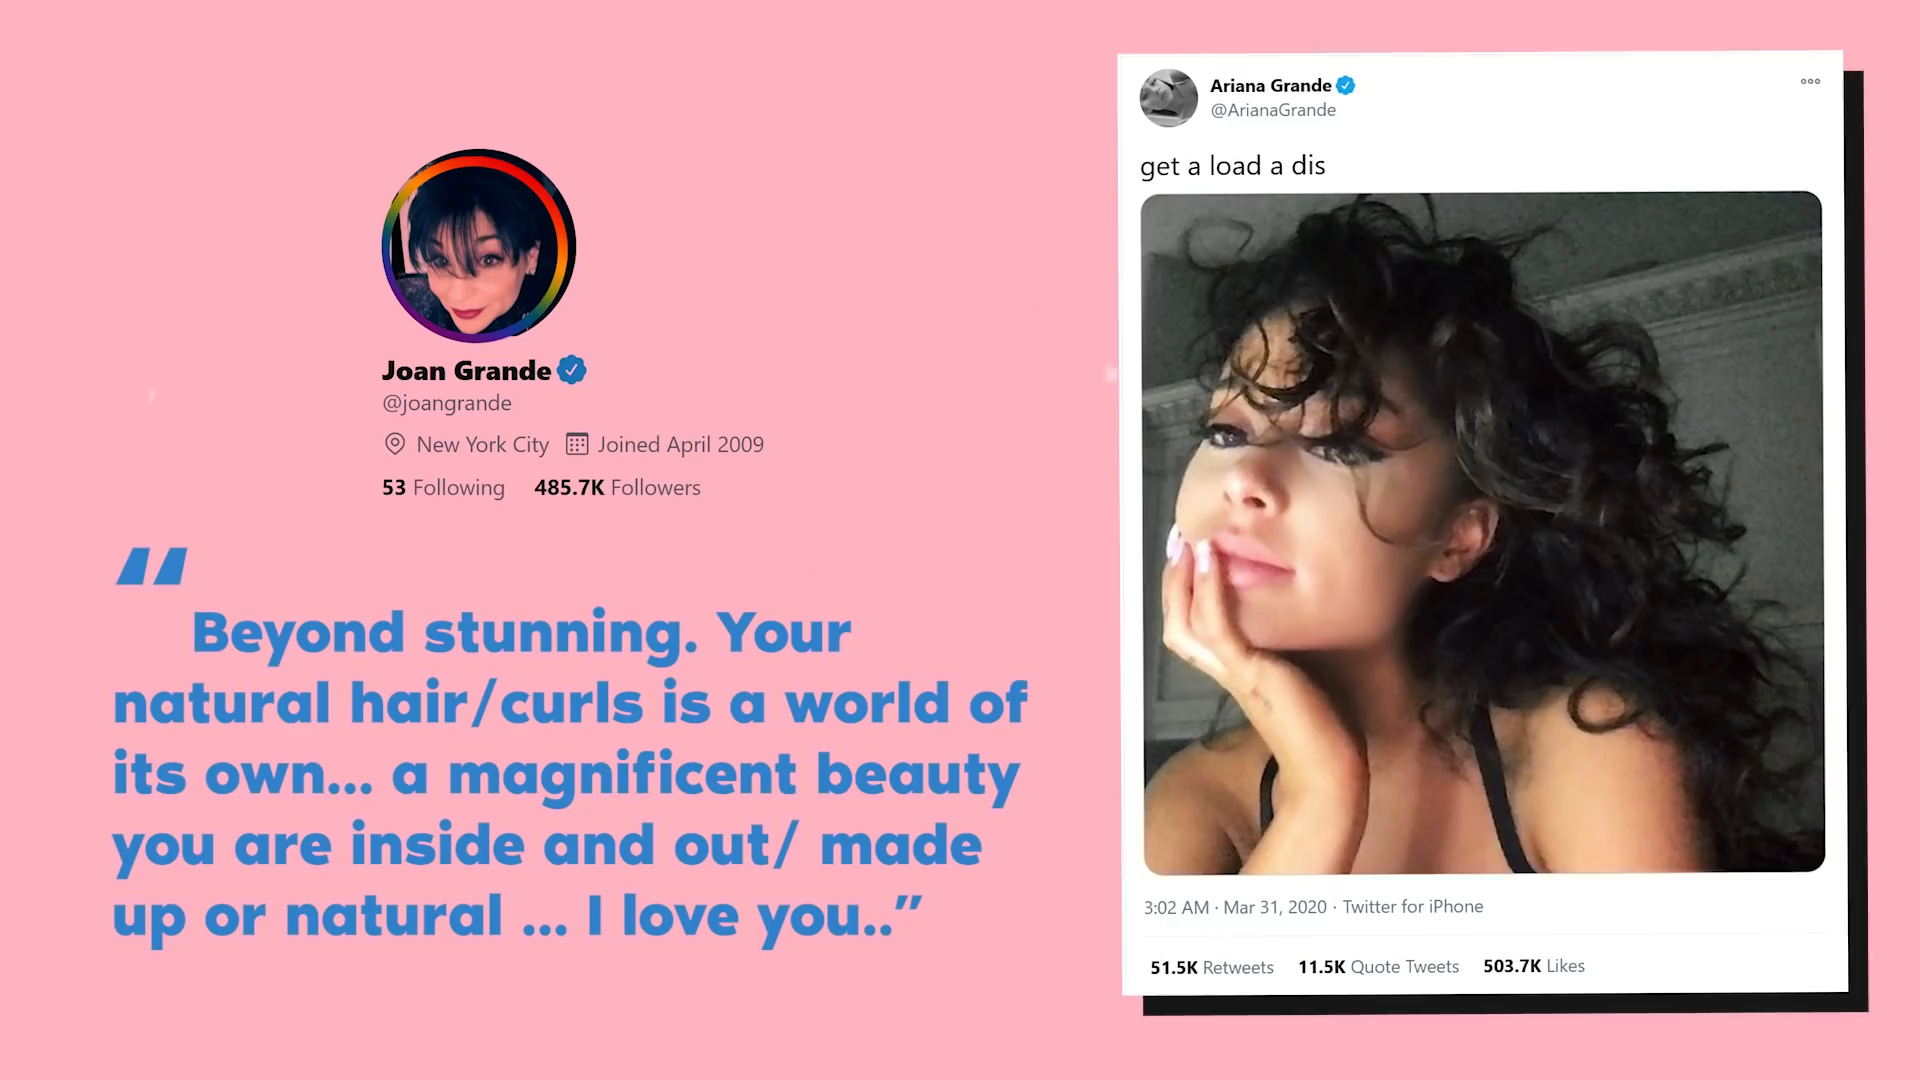 Joan Grande
@joangrande
New York City Joined April 2009
53 Following 485.7K Followers
“
Beyond stunning. Your
natural hair/curls is a world of
its own... a magnificent beauty
you are inside and out/ made
up or natural ... I love you..”
Ariana Grande
@ArianaGrande
get a load a dis
3:02 AM · Mar 31, 2020 · Twitter for iPhone
51.5K Retweets 11.5K Quote Tweets 503.7K Likes